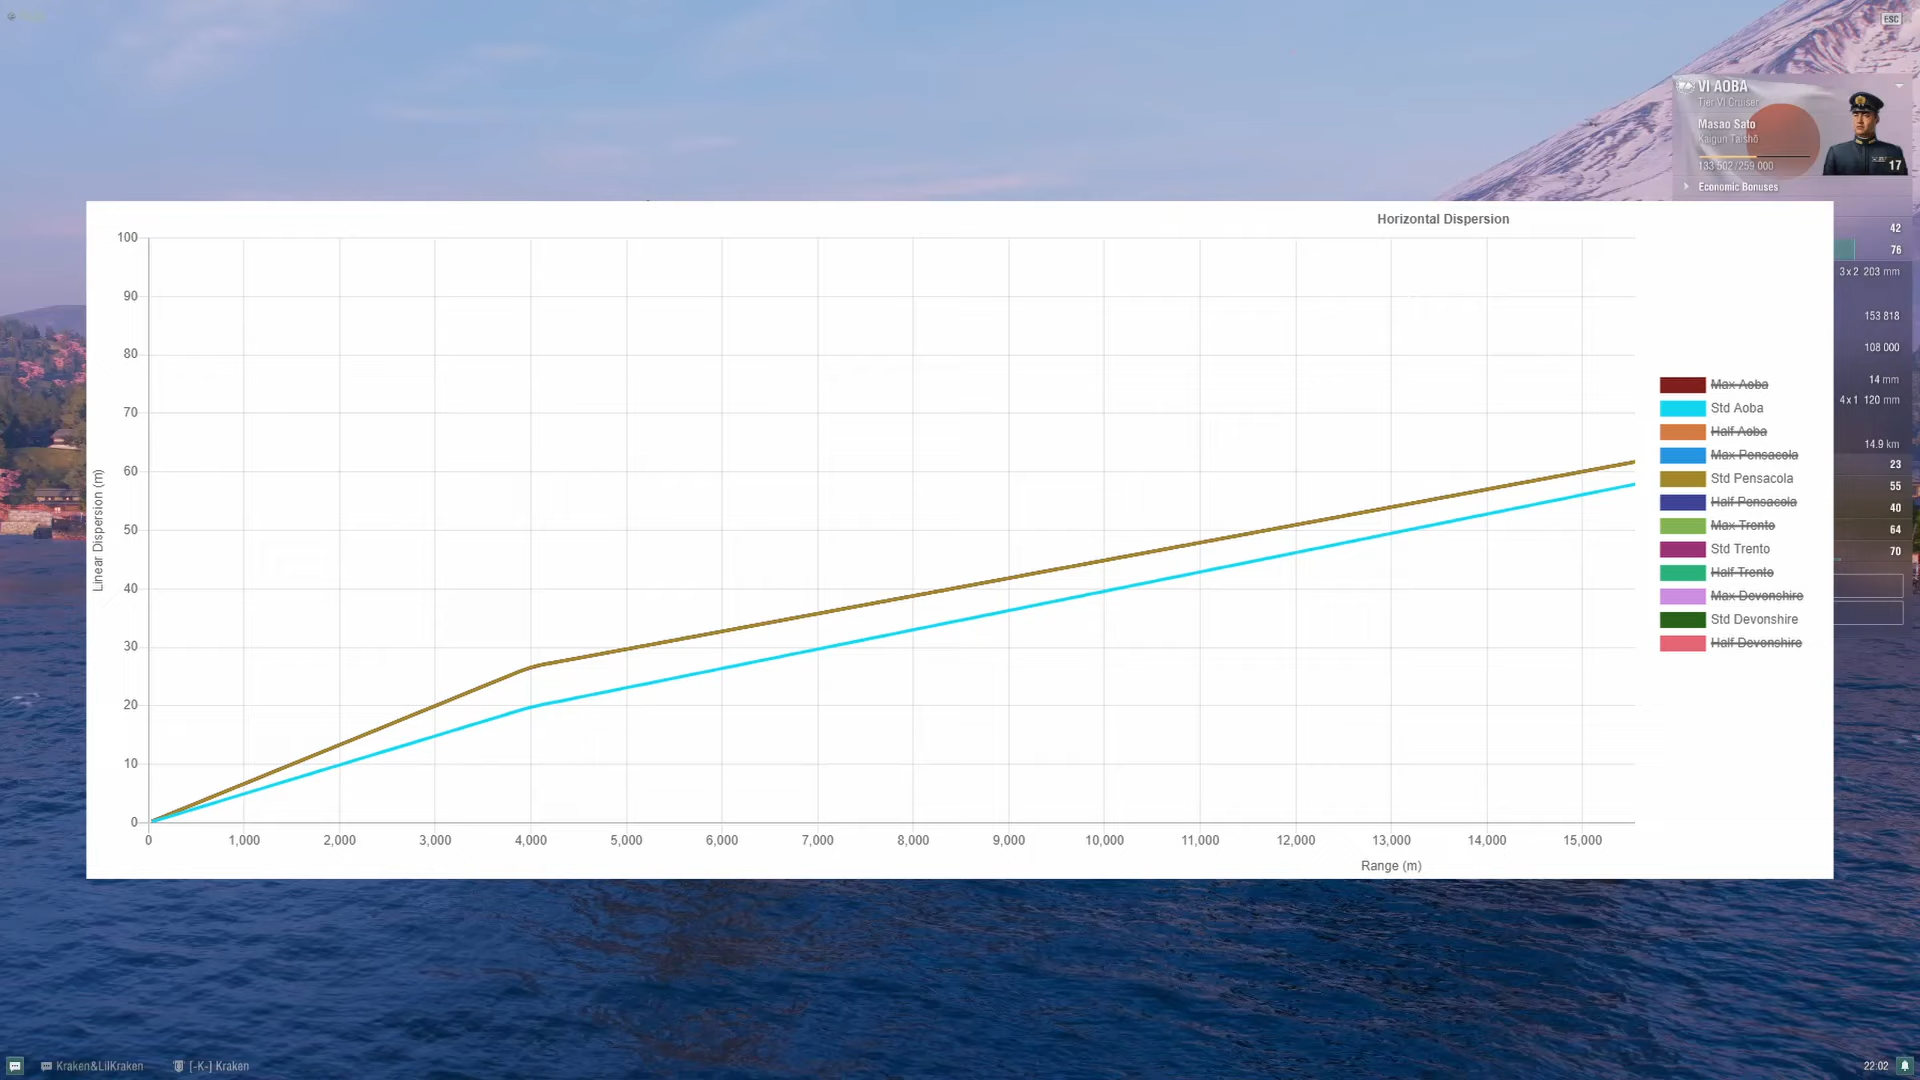 ESC
VI AOBA
Tier VI Cruiser
Masao Sato
Kaigun Taishō
133 502/259 000
17
Economic Bonuses
Horizontal Dispersion
42
76
3x2 203 mm
153 818
108 000
14 mm
4x1 120 mm
14.9 km
23
55
40
64
70
100
90
80
70
60
50
40
30
20
10
0
Linear Dispersion (m)
0 1,000 2,000 3,000 4,000 5,000 6,000 7,000 8,000 9,000 10,000 11,000 12,000 13,000 14,000 15,000
Range (m)
Max Aoba
Std Aoba
Half Aoba
Max Pensacola
Std Pensacola
Half Pensacola
Max Trento
Std Trento
Half Trento
Max Devonshire
Std Devonshire
Half Devonshire
Kraken&LilKraken
[-K-] Kraken
22:02